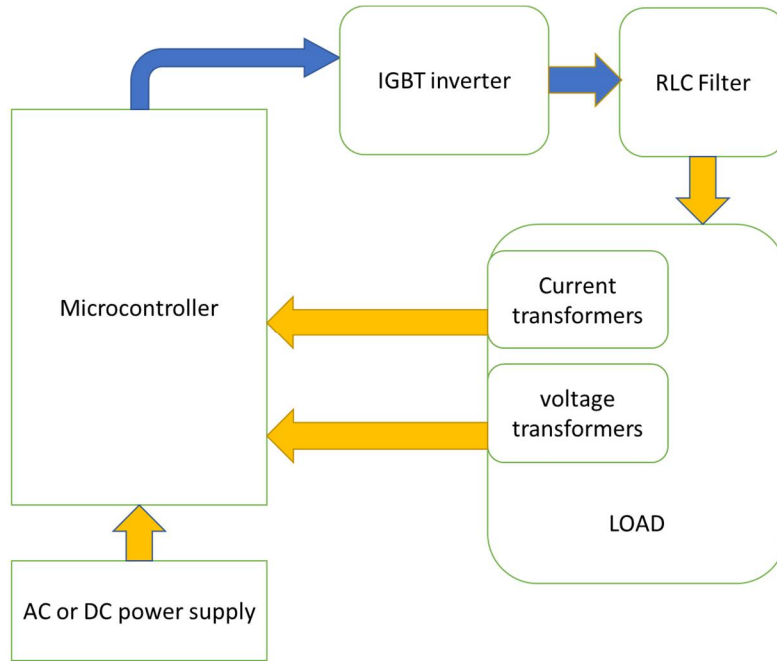 IGBT inverter
RLC Filter
Microcontroller
Current
transformers
voltage
transformers
LOAD
AC or DC power supply